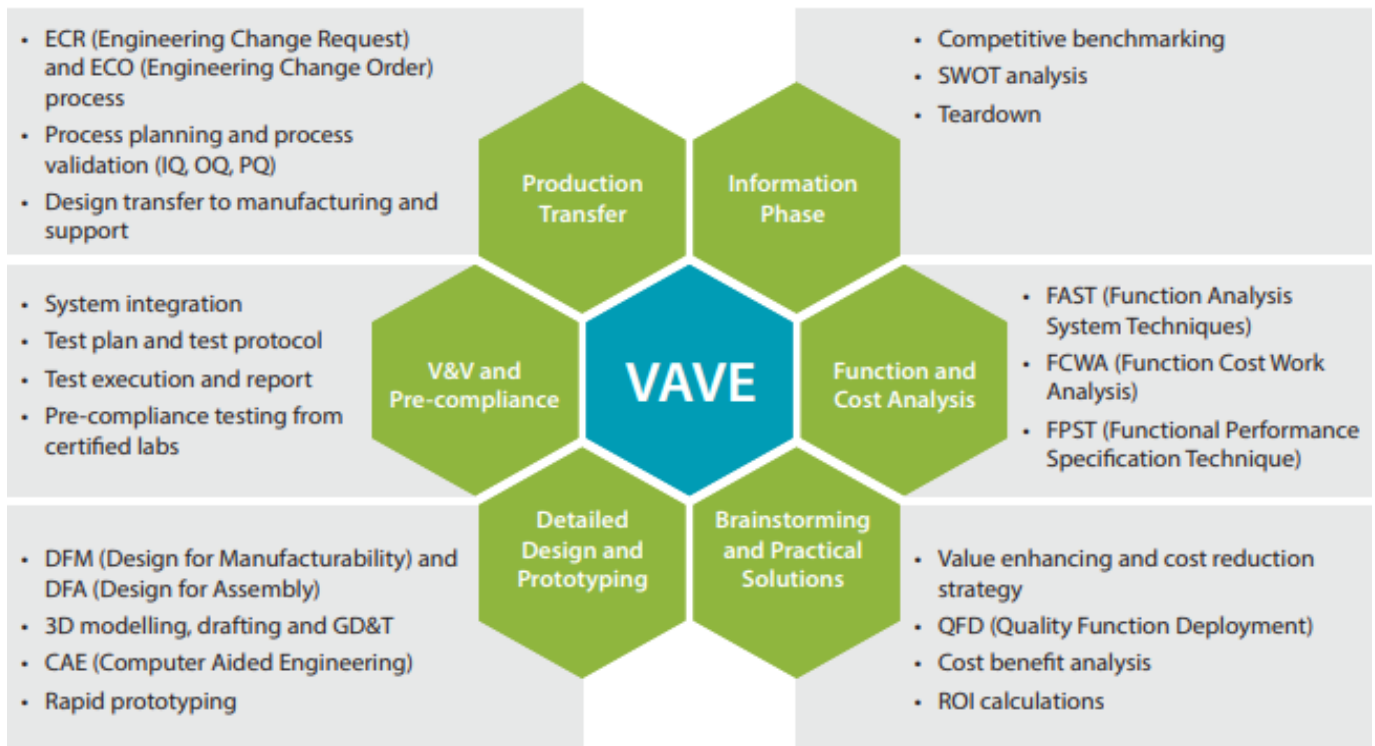 • ECR (Engineering Change Request)
and ECO (Engineering Change Order)
process
• Process planning and process
validation (IQ, OQ, PQ)
• Design transfer to manufacturing and
support
Production
Transfer
Information
Phase
• Competitive benchmarking
• SWOT analysis
• Teardown
• System integration
• Test plan and test protocol
• Test execution and report
• Pre-compliance testing from
certified labs
V&V and
Pre-compliance
VAVE
Function and
Cost Analysis
• FAST (Function Analysis
System Techniques)
• FCWA (Function Cost Work
Analysis)
• FPST (Functional Performance
Specification Technique)
• DFM (Design for Manufacturability) and
DFA (Design for Assembly)
• 3D modelling, drafting and GD&T
• CAE (Computer Aided Engineering)
• Rapid prototyping
Detailed
Design and
Prototyping
Brainstorming
and Practical
Solutions
• Value enhancing and cost reduction
strategy
• QFD (Quality Function Deployment)
• Cost benefit analysis
• ROI calculations